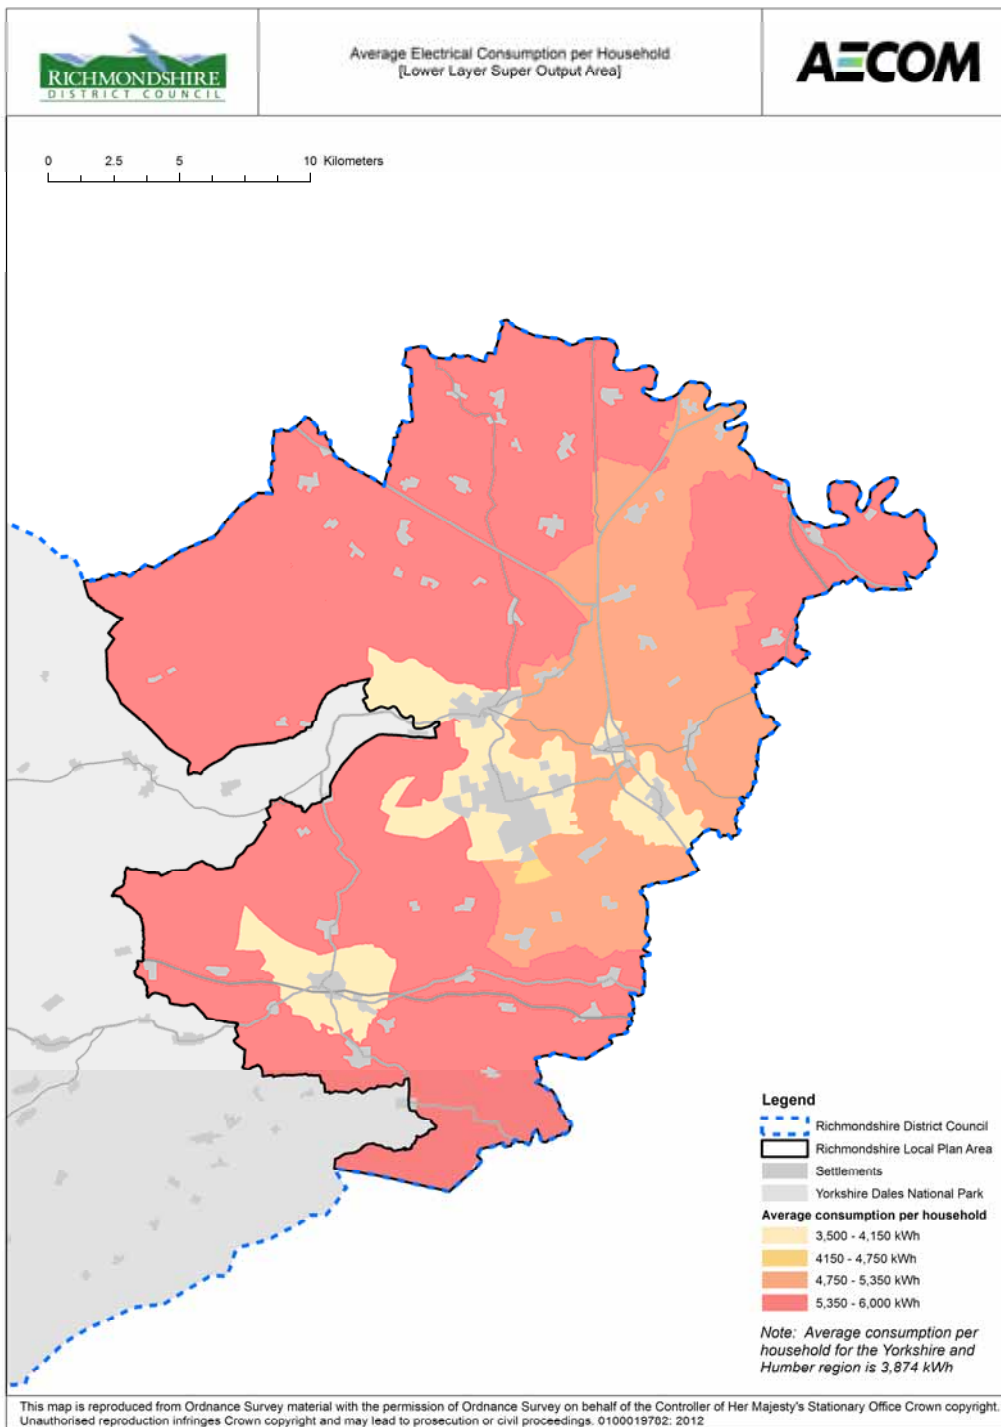 RICHMONDSHIRE
DISTRICT COUNCIL
Average Electrical Consumption per Household
[Lower Layer Super Output Area]
AECOM
0 2.5 5 10 Kilometers
Legend
Richmondshire District Council
Richmondshire Local Plan Area
Settlements
Yorkshire Dales National Park
Average consumption per household
3,500 - 4,150 kWh
4150 - 4,750 kWh
4,750 - 5,350 kWh
5,350 - 6,000 kWh
Note: Average consumption per
household for the Yorkshire and
Humber region is 3,874 kWh
This map is reproduced from Ordnance Survey material with the permission of Ordnance Survey on behalf of the Controller of Her Majesty's Stationary Office Crown copyright.
Unauthorised reproduction infringes Crown copyright and may lead to prosecution or civil proceedings. 0100019782: 2012